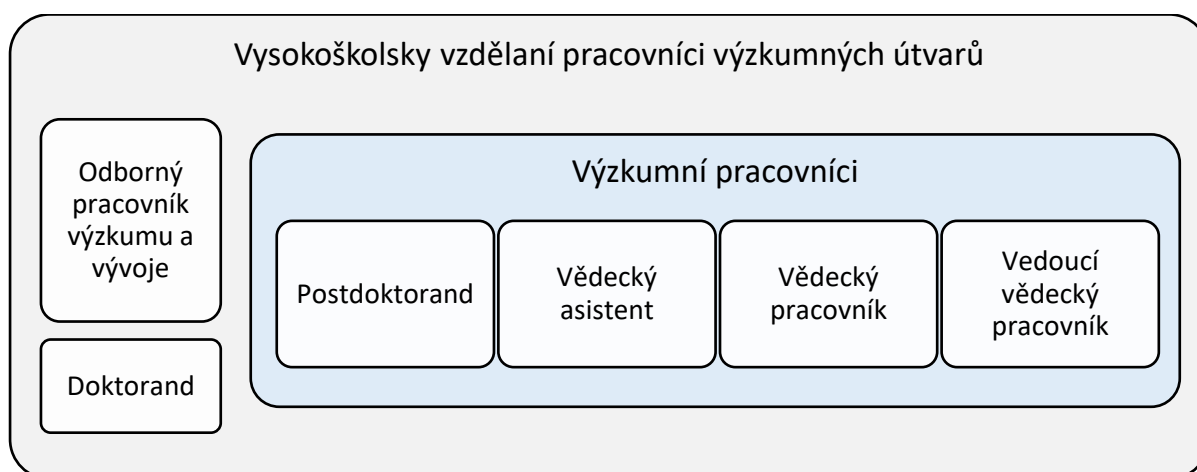 Vysokoškolsky vzdělaní pracovníci výzkumných útvarů
Odborný
pracovník
výzkumu a
vývoje
Doktorand
Výzkumní pracovníci
Postdoktorand
Vědecký
asistent
Vědecký
pracovník
Vedoucí
vědecký
pracovník